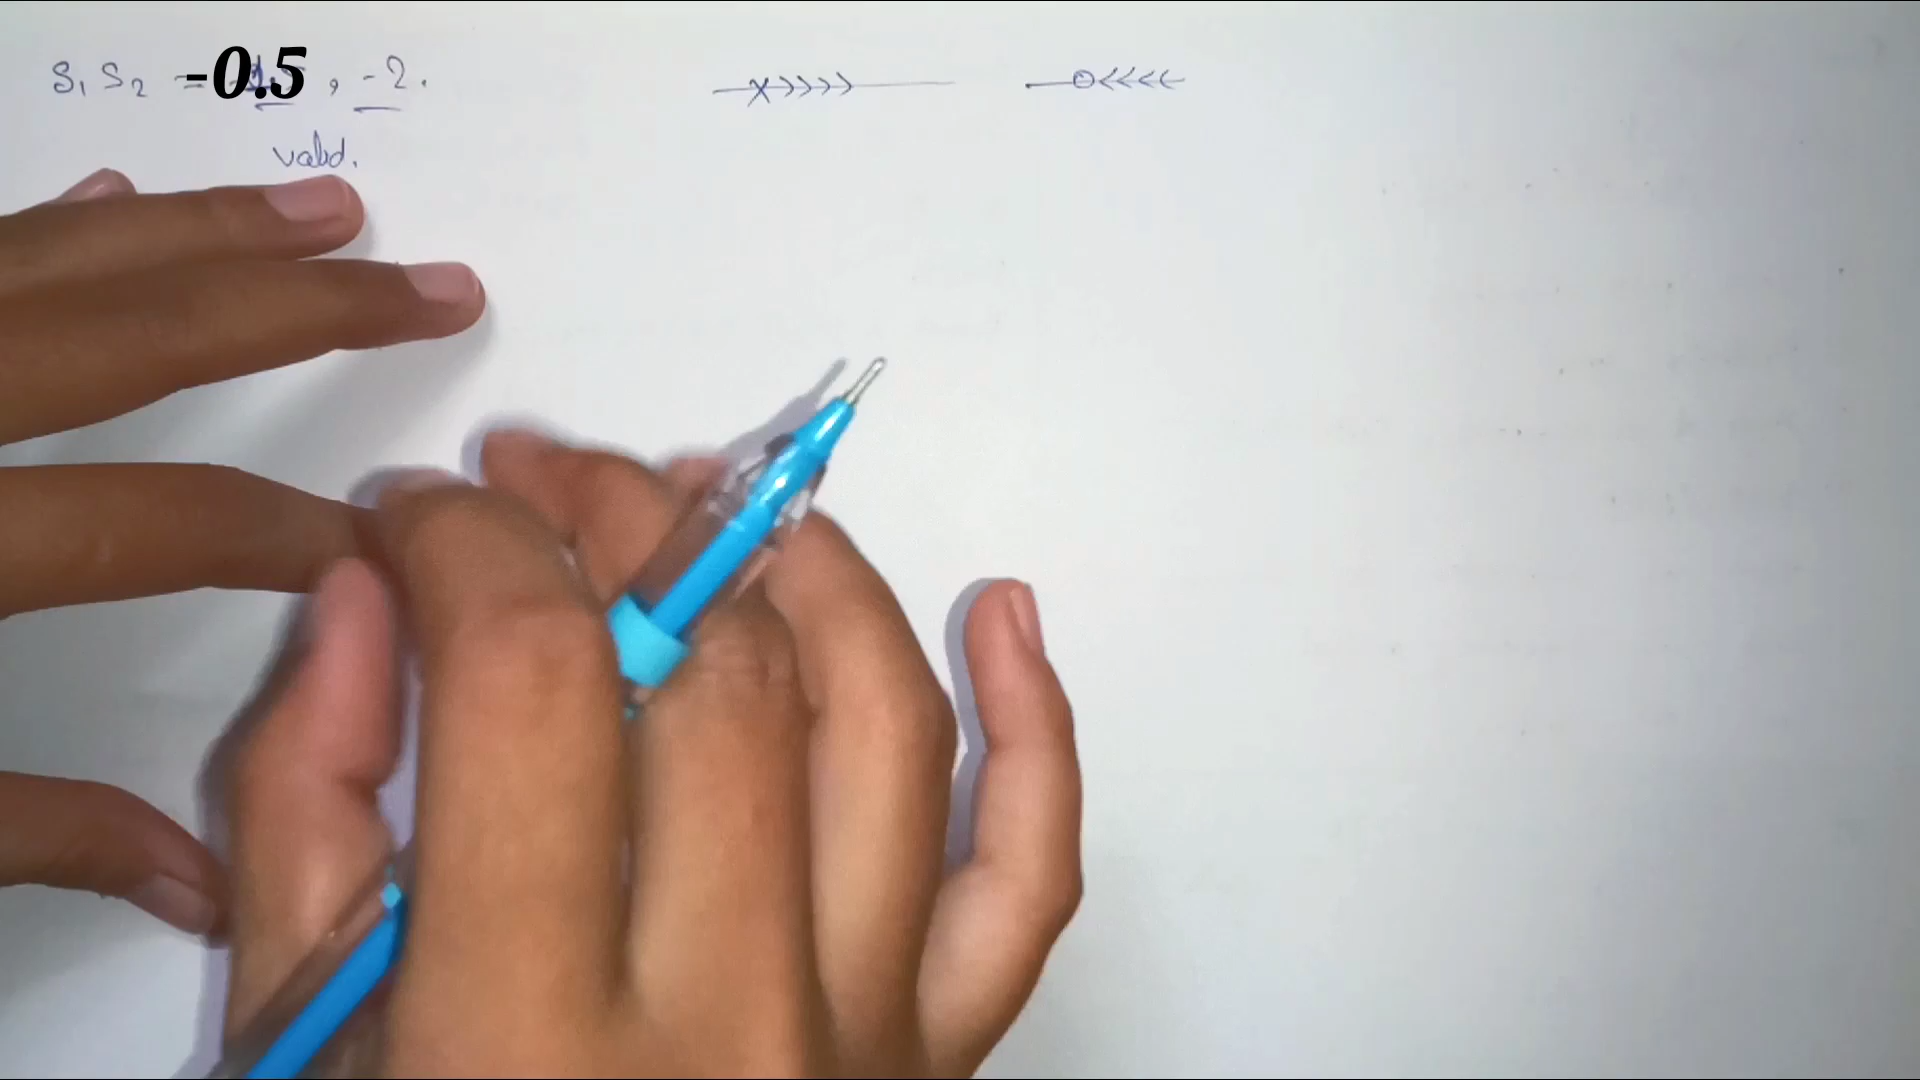 S₁ S₂ = -0.5 , -2.
valid.